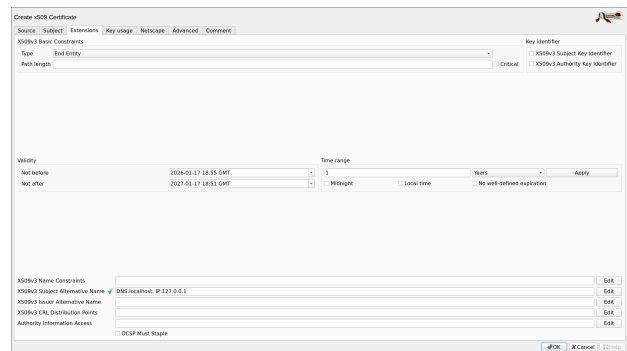 Create x509 Certificate
Source Subject Extensions Key usage Netscape Advanced Comment
X509v3 Basic Constraints Key identifier
Type End Entity X509v3 Subject Key Identifier
Path length Critical X509v3 Authority Key Identifier
Validity Time range
Not before 2026-01-17 18:55 GMT 1 Years Apply
Not after 2027-01-17 18:51 GMT Midnight Local time No well-defined expiration
X509v3 Name Constraints Edit
X509v3 Subject Alternative Name DNS:localhost, IP:127.0.0.1 Edit
X509v3 Issuer Alternative Name Edit
X509v3 CRL Distribution Points Edit
Authority Information Access Edit
OCSP Must Staple
OK Cancel Help